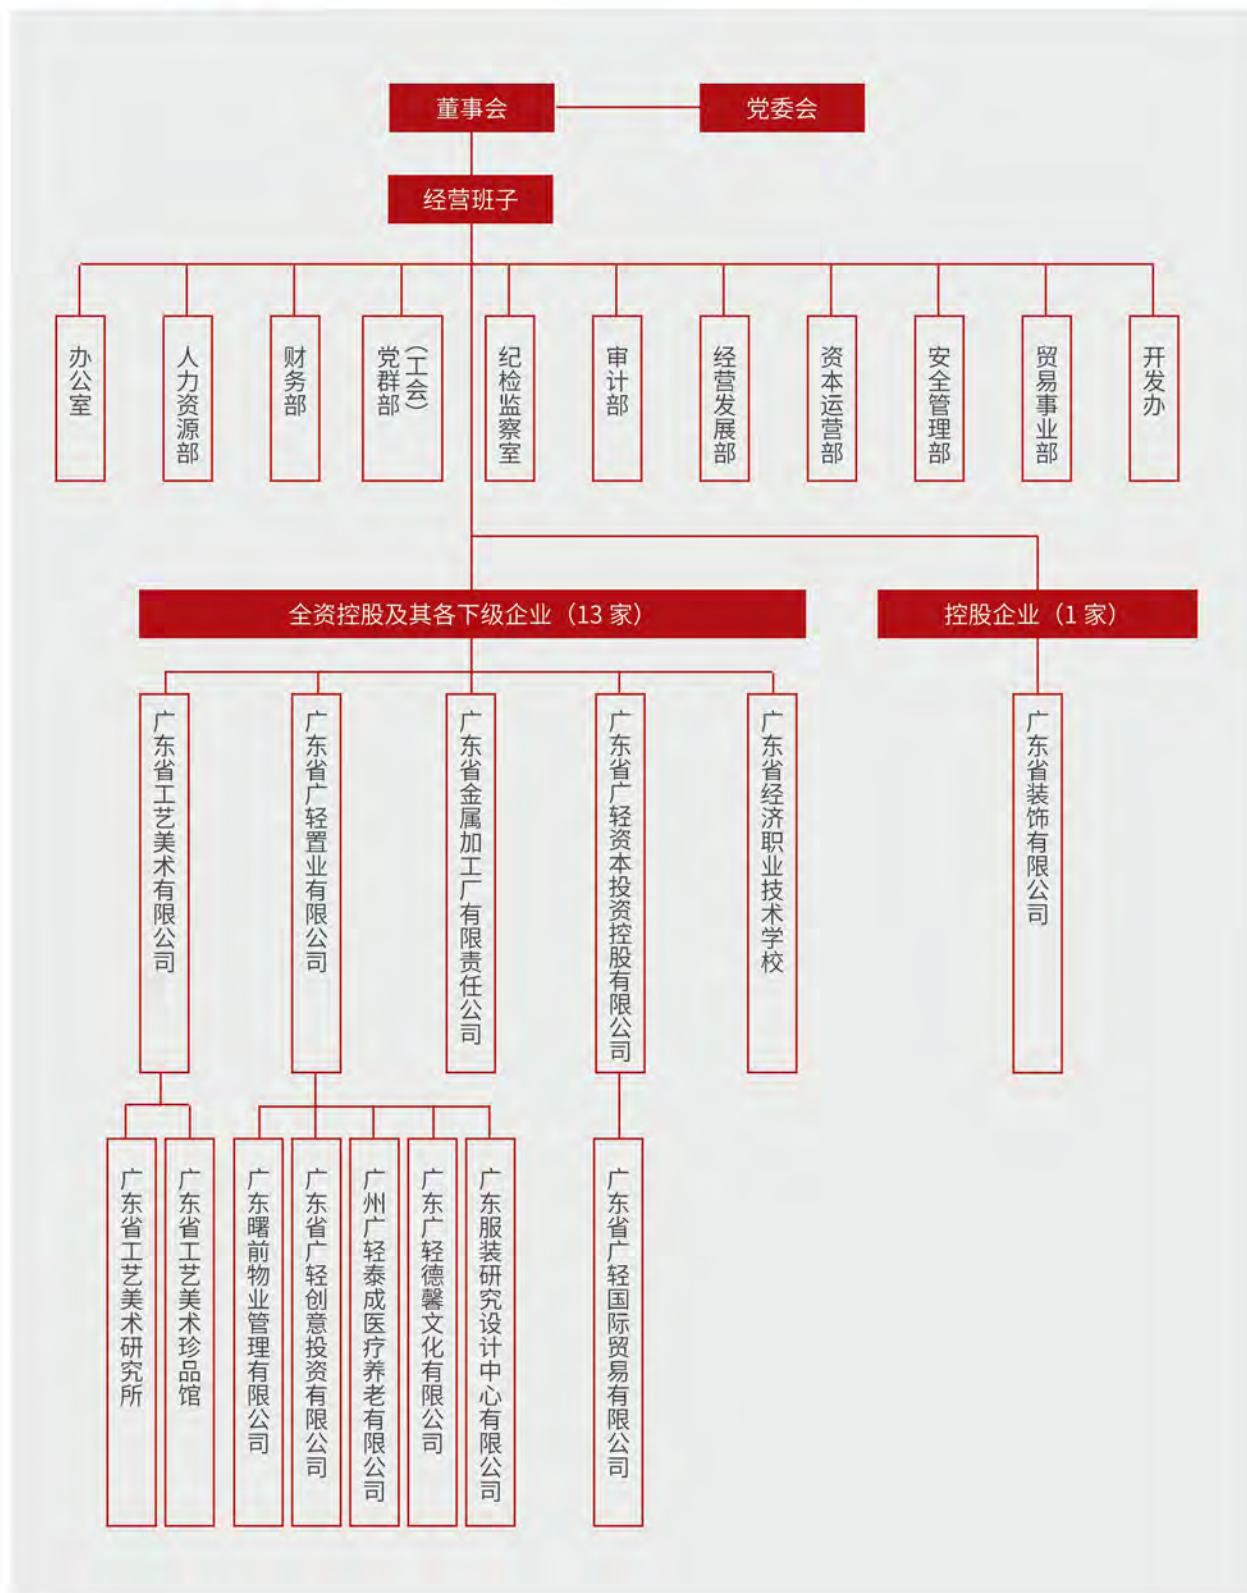 董事会
党委会
经营班子
办公室
人力资源部
财务部
党群部
（工会）
纪检监察室
审计部
经营发展部
资本运营部
安全管理部
贸易事业部
开发办
全资控股及其各下级企业（13 家）
控股企业（1 家）
广东省工艺美术有限公司
广东省广轻置业有限公司
广东省金属加工厂有限责任公司
广东省广轻资本投资控股有限公司
广东省经济职业技术学校
广东省装饰有限公司
广东省工艺美术研究所
广东省工艺美术珍品馆
广东曙前物业管理有限公司
广东省广轻创意投资有限公司
广州广轻泰成医疗养老有限公司
广东广轻德馨文化有限公司
广东服装研究设计中心有限公司
广东省广轻国际贸易有限公司